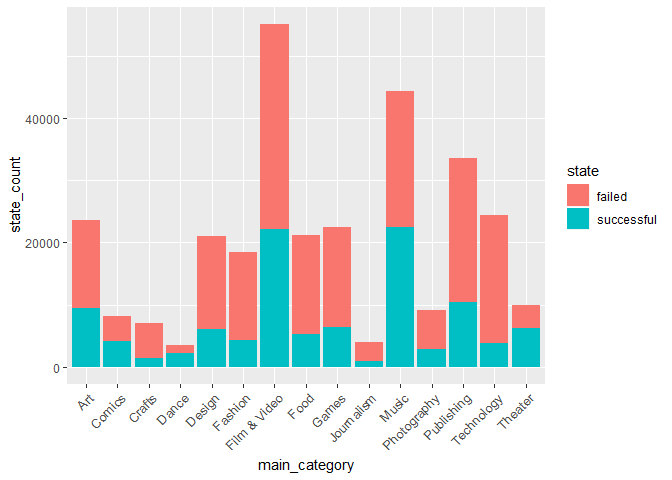 state_count
40000
20000
0
Art
Comics
Crafts
Dance
Design
Fashion
Film & Video
Food
Games
Journalism
Music
Photography
Publishing
Technology
Theater
main_category
state
failed
successful